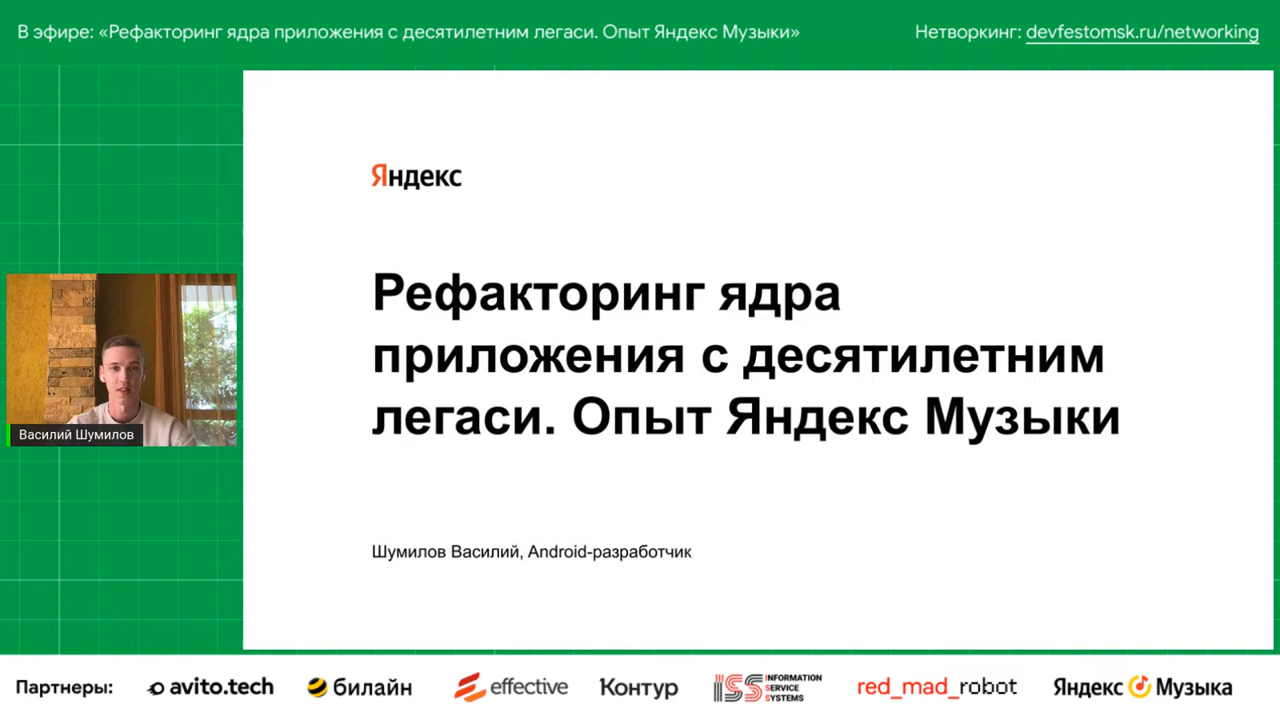 В эфире: «Рефакторинг ядра приложения с десятилетним легаси. Опыт Яндекс Музыки»
Нетворкинг: devfestomsk.ru/networking
Яндекс
Рефакторинг ядра
приложения с десятилетним
легаси. Опыт Яндекс Музыки
Василий Шумилов
Шумилов Василий, Android-разработчик
Партнеры:
avito.tech
билайн
effective
Контур
ISS INFORMATION
SERVICE
SYSTEMS
red_mad_robot
Яндекс Музыка